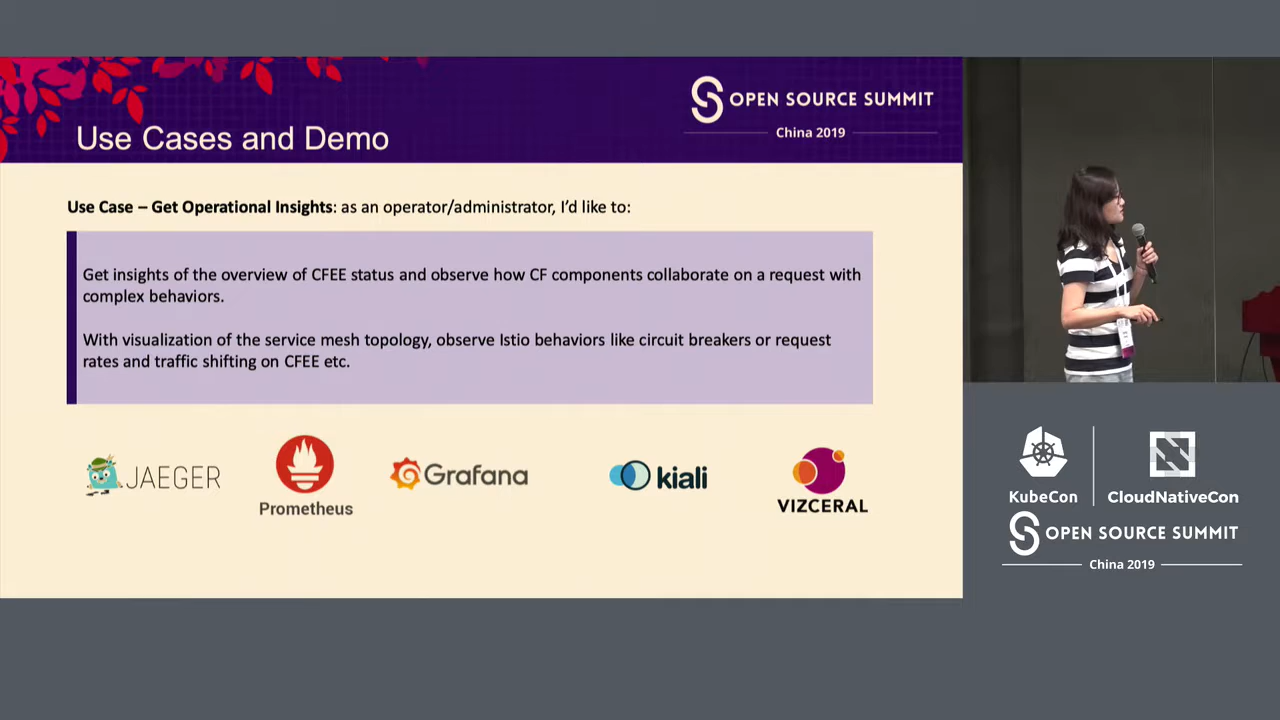 OPEN SOURCE SUMMIT
China 2019
Use Cases and Demo
Use Case – Get Operational Insights: as an operator/administrator, I'd like to:
Get insights of the overview of CFEE status and observe how CF components collaborate on a request with
complex behaviors.
With visualization of the service mesh topology, observe Istio behaviors like circuit breakers or request
rates and traffic shifting on CFEE etc.
JAEGER
Prometheus
Grafana
kiali
VIZCERAL
KubeCon
CloudNativeCon
OPEN SOURCE SUMMIT
China 2019